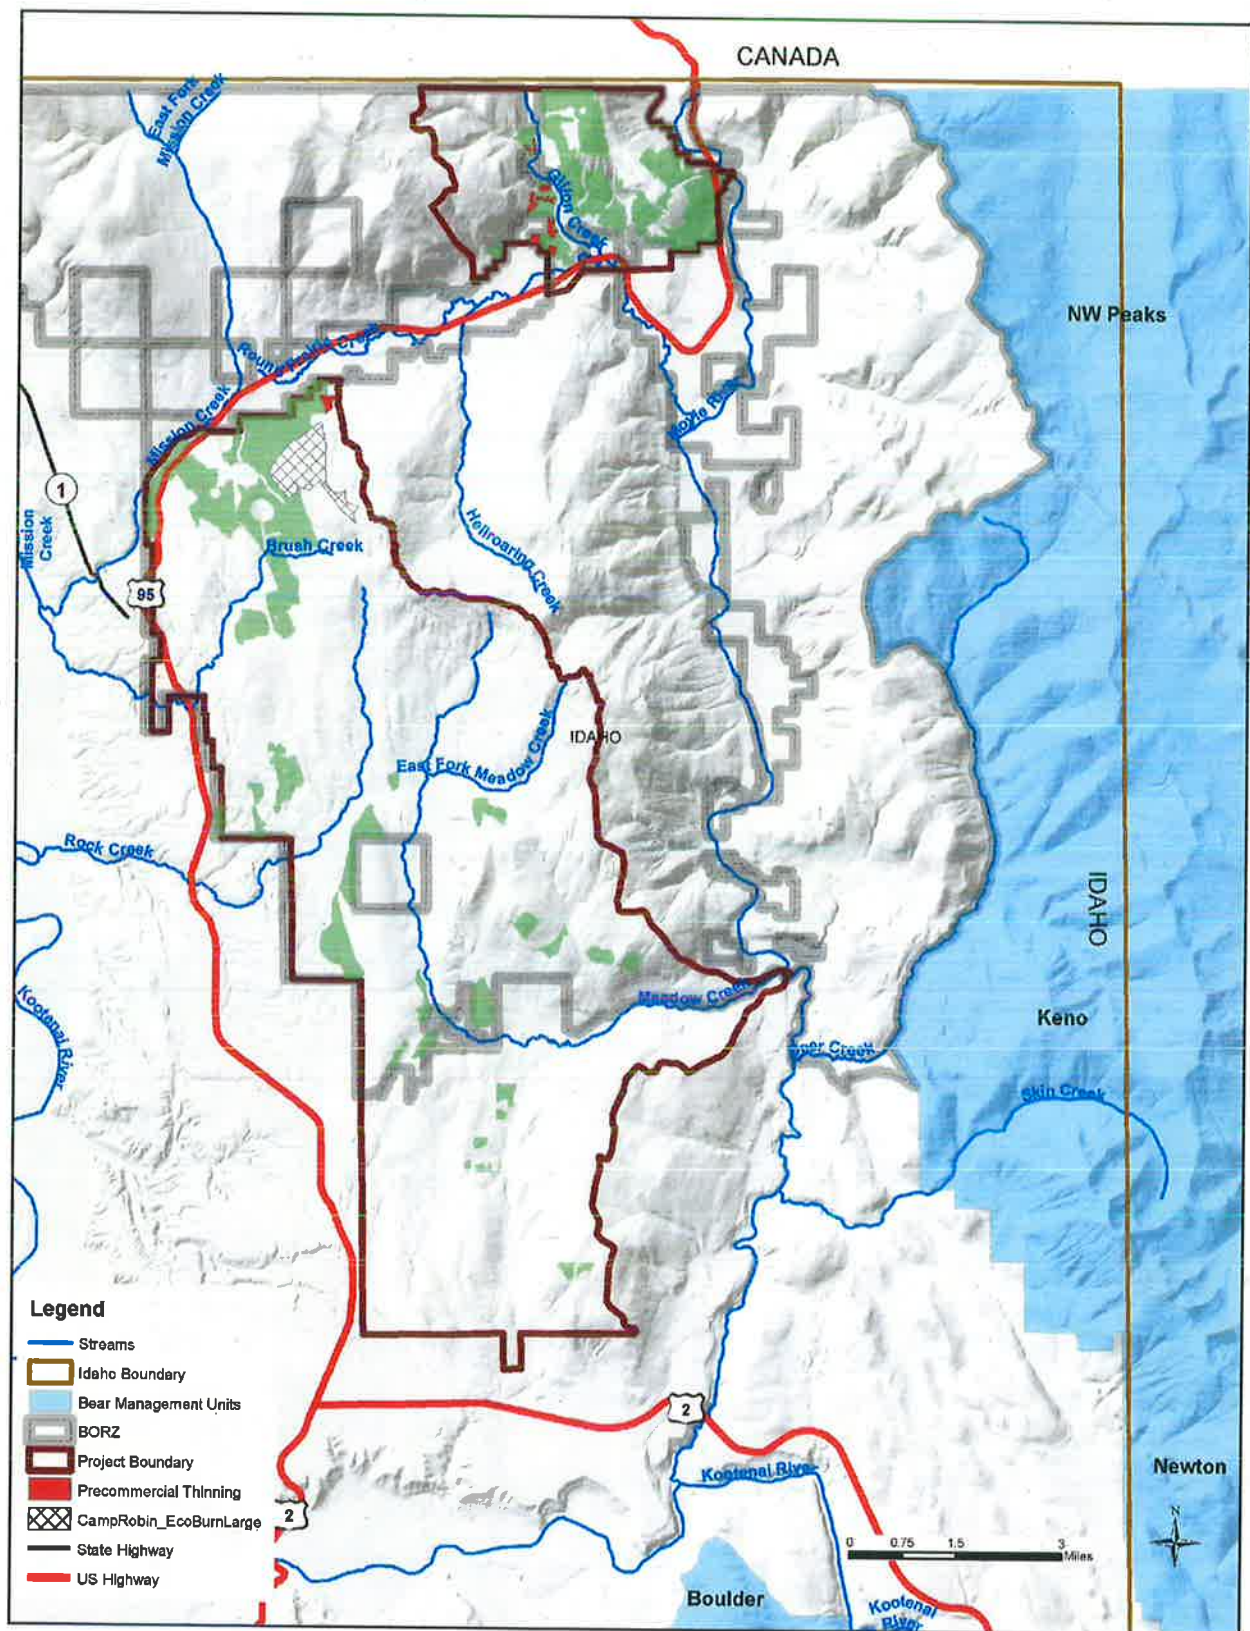 CANADA
East Fork
Mission Creek
Gillon Creek
NW Peaks
Round Prairie Creek
Moyie River
Mission Creek
1
Mission
Creek
Hellroaring Creek
Brush Creek
95
IDAHO
East Fork Meadow Creek
Rock Creek
IDAHO
Kootenai River
Meadow Creek
Keno
Creek
Skin Creek
Legend
Streams
Idaho Boundary
Bear Management Units
BORZ
Project Boundary
Precommercial Thinning
CampRobin_EcoBurnLarge
State Highway
US Highway
2
2
Kootenai River
Newton
N
0 0.75 1.5 3
Miles
Boulder
Kootenai
River